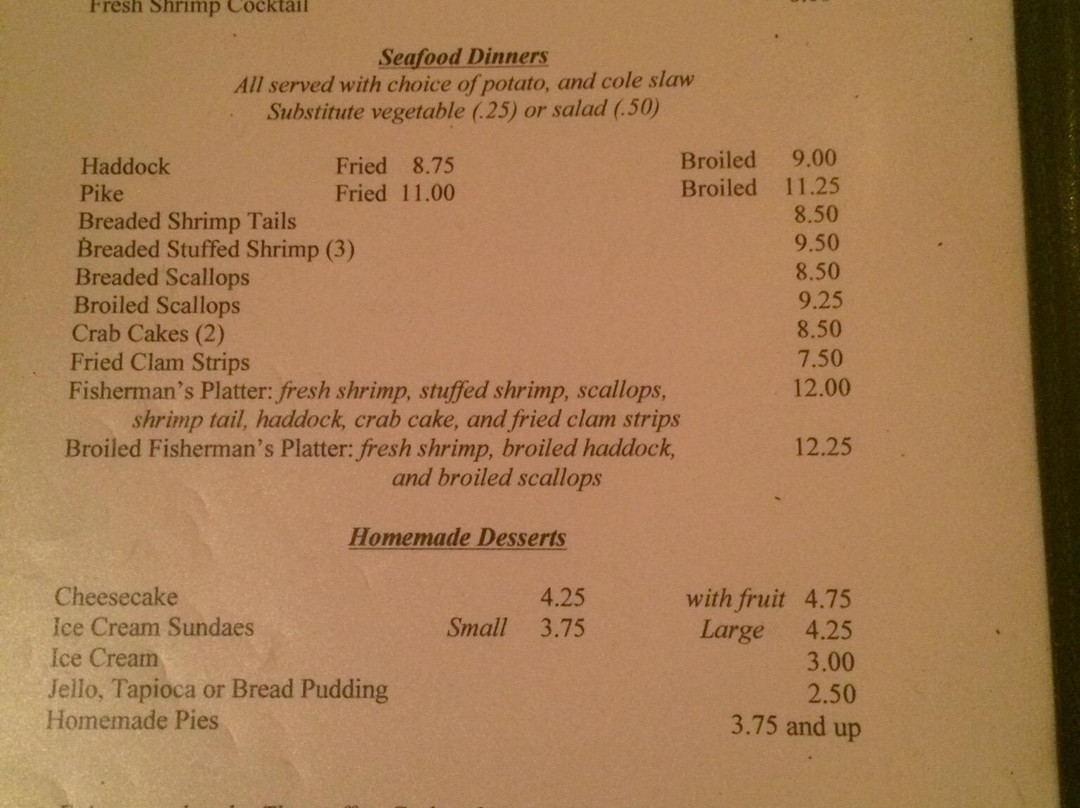 Fresh Shrimp Cocktail
Seafood Dinners
All served with choice of potato, and cole slaw
Substitute vegetable (.25) or salad (.50)
Haddock Fried 8.75 Broiled 9.00
Pike Fried 11.00 Broiled 11.25
Breaded Shrimp Tails 8.50
Breaded Stuffed Shrimp (3) 9.50
Breaded Scallops 8.50
Broiled Scallops 9.25
Crab Cakes (2) 8.50
Fried Clam Strips 7.50
Fisherman's Platter: fresh shrimp, stuffed shrimp, scallops, 12.00
shrimp tail, haddock, crab cake, and fried clam strips
Broiled Fisherman's Platter: fresh shrimp, broiled haddock, 12.25
and broiled scallops
Homemade Desserts
Cheesecake 4.25 with fruit 4.75
Ice Cream Sundaes Small 3.75 Large 4.25
Ice Cream 3.00
Jello, Tapioca or Bread Pudding 2.50
Homemade Pies 3.75 and up